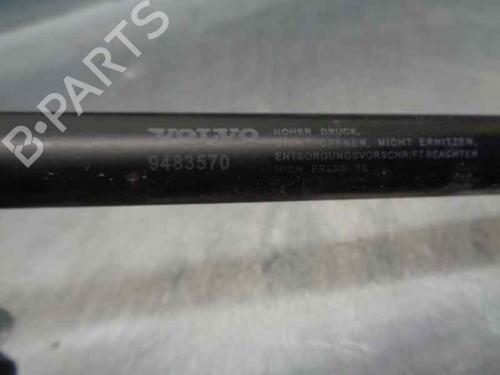 VOLVO
9483570
HOHER DRUCK,
NICHT ÖFFNEN, NICHT ERHITZEN,
ENTSORGUNGSVORSCHRIFT BEACHTEN
HIGH PRESSURE
B-PARTS